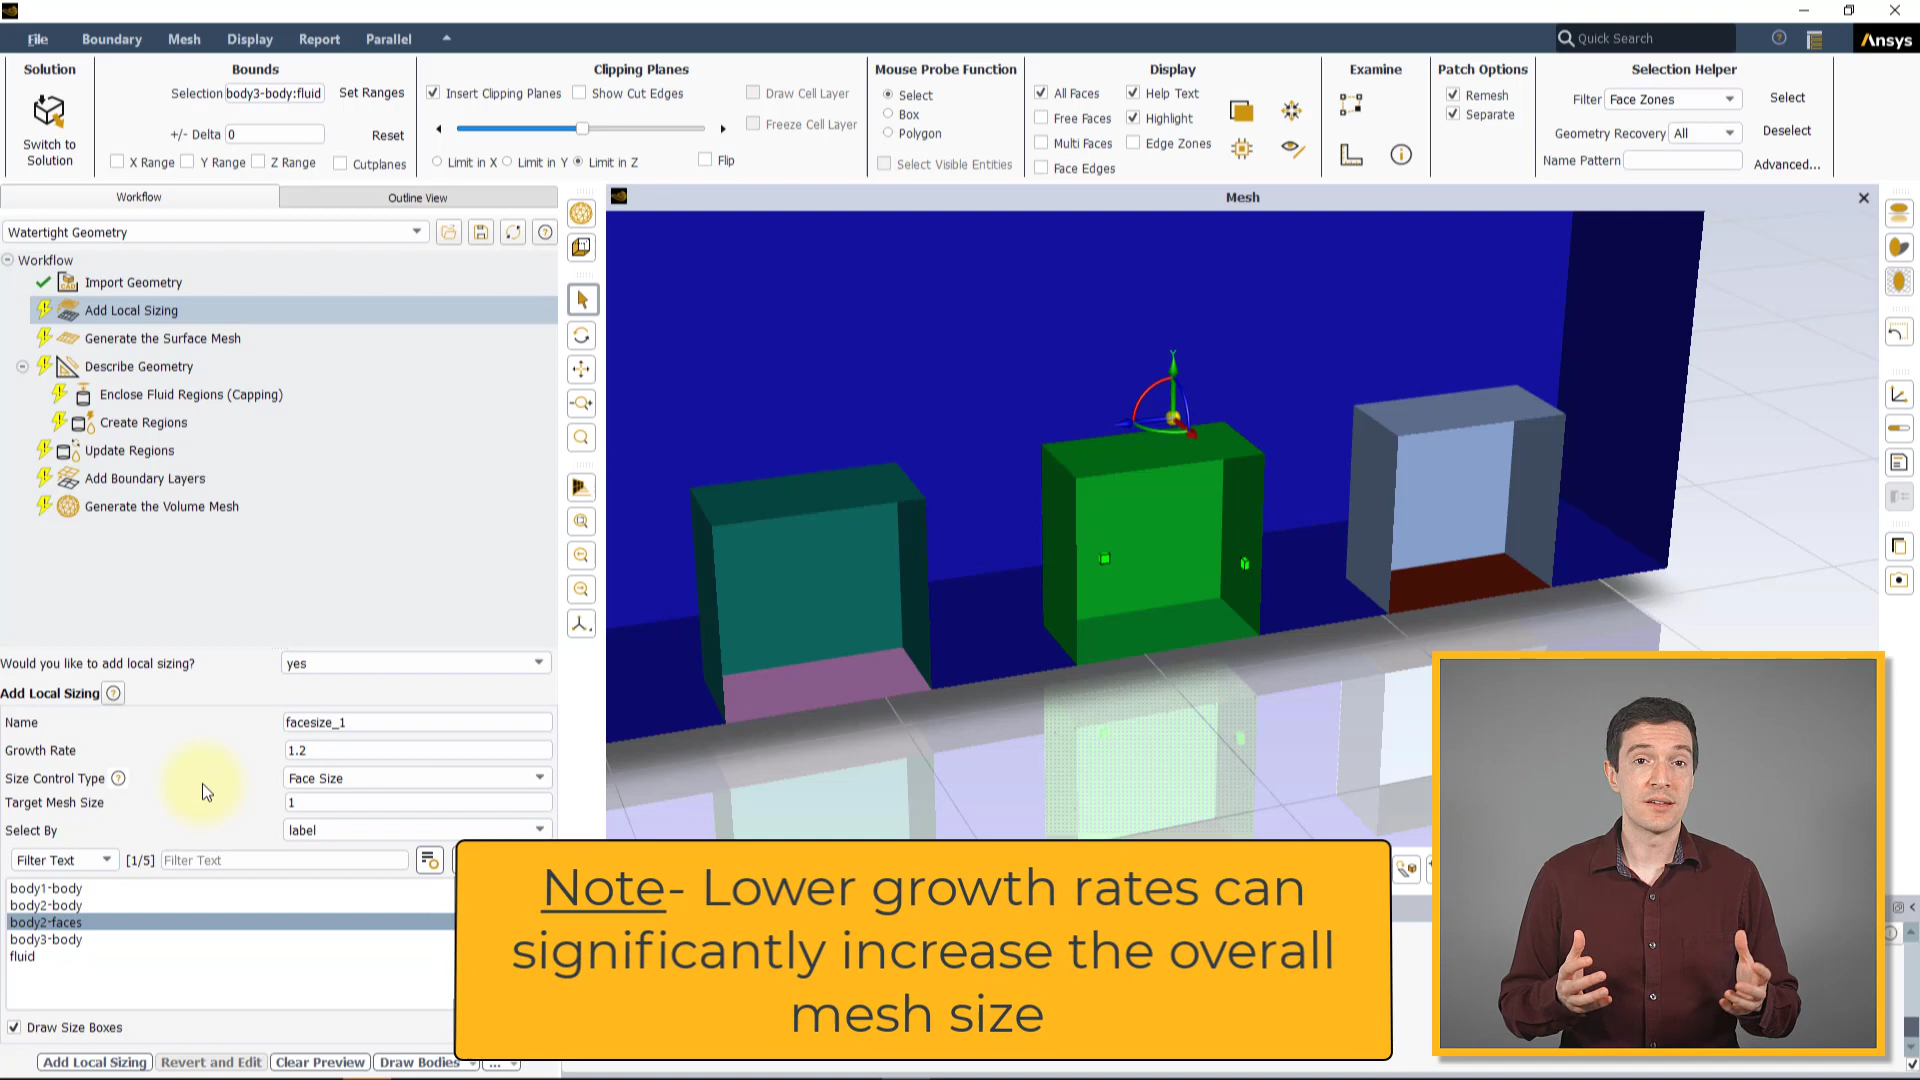 File Boundary Mesh Display Report Parallel Quick Search Ansys
Solution
Switch to
Solution
Bounds
Selection body3-body:fluid Set Ranges
+/- Delta 0 Reset
X Range Y Range Z Range Cutplanes
Clipping Planes
Insert Clipping Planes Show Cut Edges Draw Cell Layer
Freeze Cell Layer
Limit in X Limit in Y Limit in Z Flip
Mouse Probe Function
Select
Box
Polygon
Select Visible Entities
Display
All Faces Help Text
Free Faces Highlight
Multi Faces Edge Zones
Face Edges
Examine
Patch Options
Remesh
Separate
Selection Helper
Filter Face Zones Select
Geometry Recovery All Deselect
Name Pattern Advanced...
Workflow Outline View
Mesh
Watertight Geometry
Workflow
Import Geometry
Add Local Sizing
Generate the Surface Mesh
Describe Geometry
Enclose Fluid Regions (Capping)
Create Regions
Update Regions
Add Boundary Layers
Generate the Volume Mesh
Y
Would you like to add local sizing? yes
Add Local Sizing
Name facesize_1
Growth Rate 1.2
Size Control Type Face Size
Target Mesh Size 1
Select By label
Filter Text [1/5] Filter Text
body1-body
body2-body
body2-faces
body3-body
fluid
Draw Size Boxes
Add Local Sizing Revert and Edit Clear Preview Draw Bodies ...
Note- Lower growth rates can
significantly increase the overall
mesh size